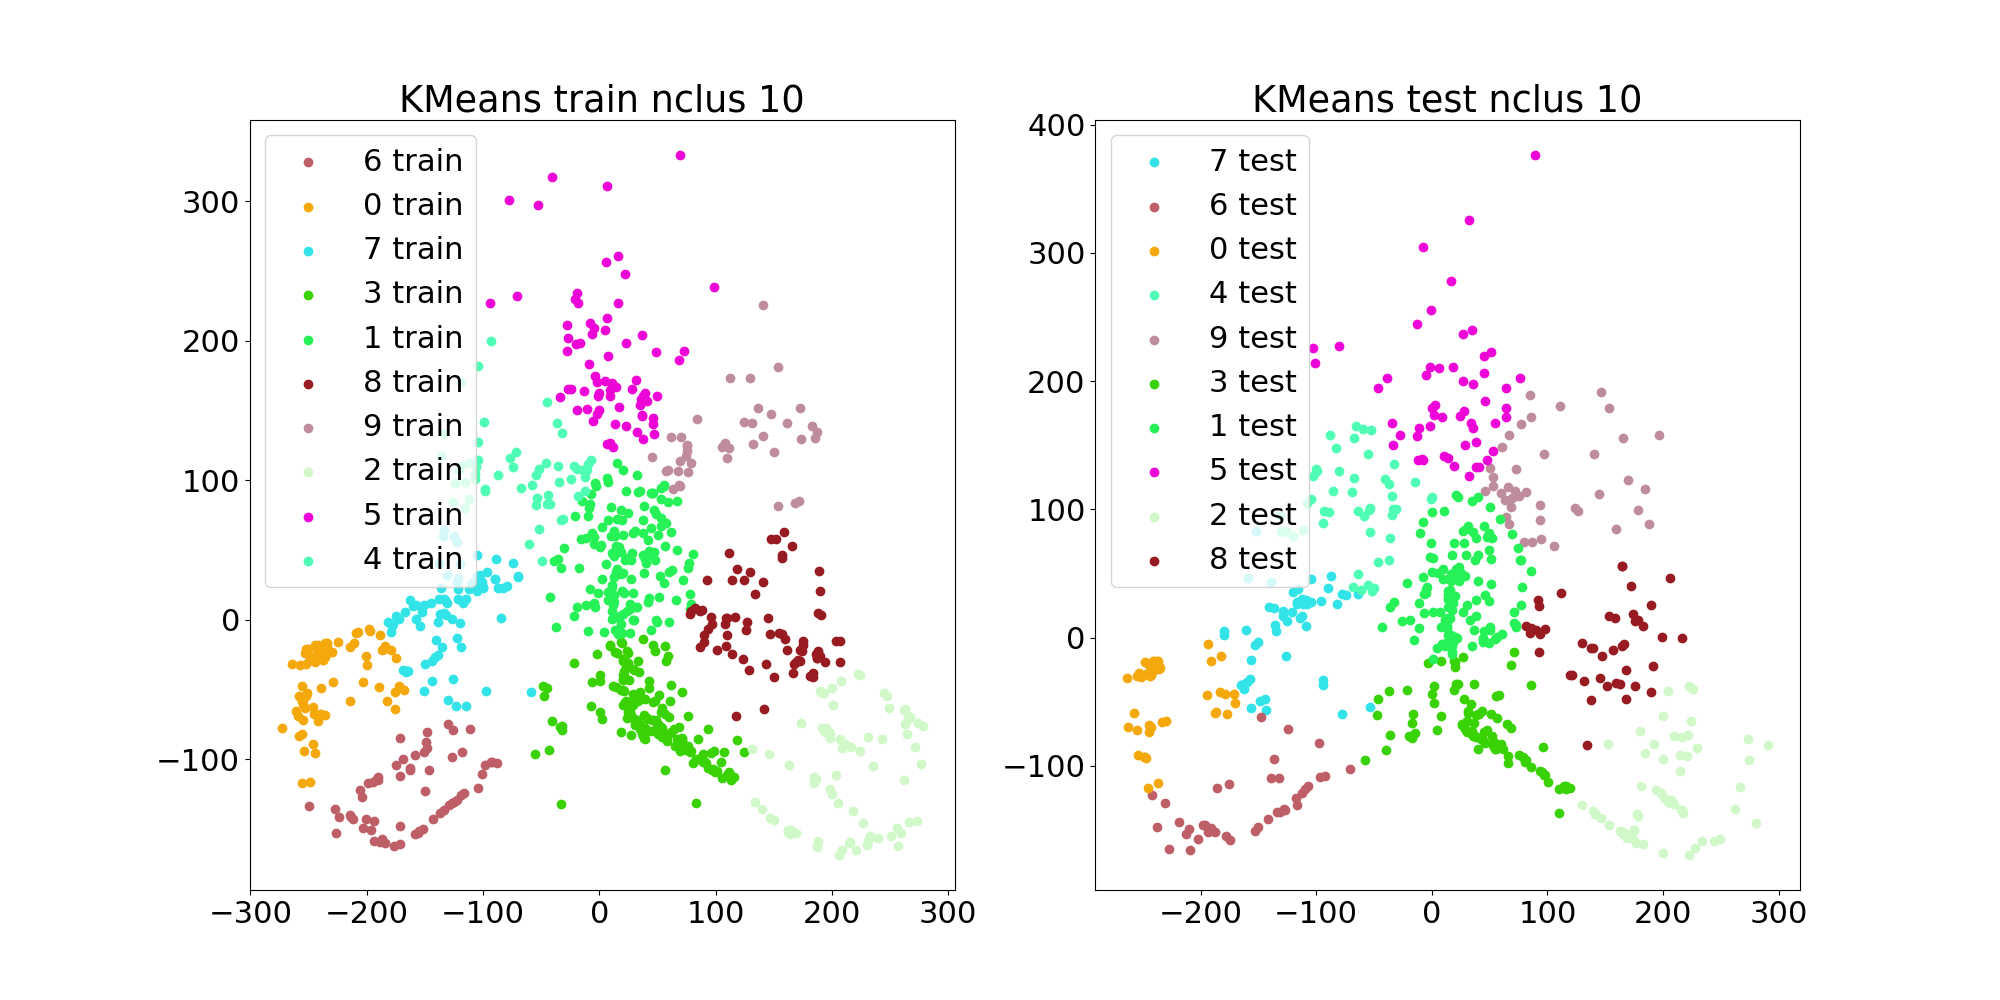 KMeans train nclus 10
6 train
0 train
7 train
3 train
1 train
8 train
9 train
2 train
5 train
4 train
300
200
100
0
−100
−300 −200 −100 0 100 200 300
KMeans test nclus 10
7 test
6 test
0 test
4 test
9 test
3 test
1 test
5 test
2 test
8 test
400
300
200
100
0
−100
−200 −100 0 100 200 300